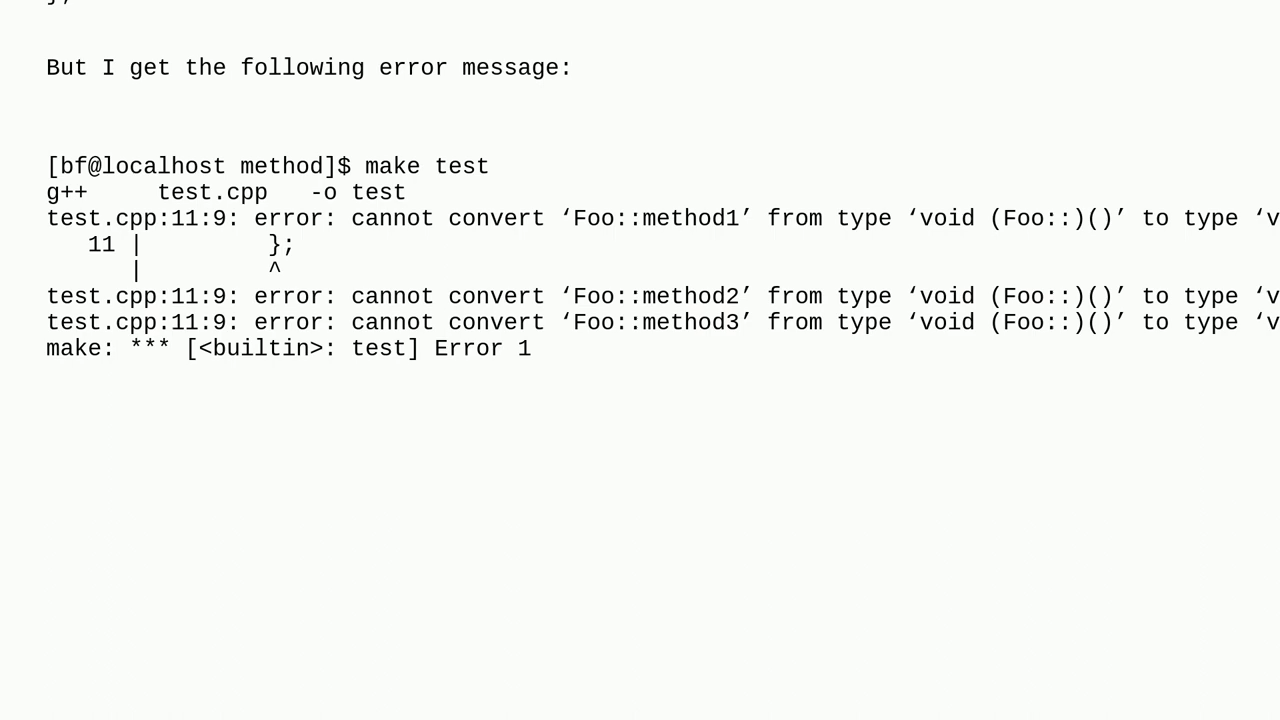 };
But I get the following error message:
[bf@localhost method]$ make test
g++     test.cpp   -o test
test.cpp:11:9: error: cannot convert ‘Foo::method1’ from type ‘void (Foo::)()’ to type ‘v
   11 |         };
      |         ^
test.cpp:11:9: error: cannot convert ‘Foo::method2’ from type ‘void (Foo::)()’ to type ‘v
test.cpp:11:9: error: cannot convert ‘Foo::method3’ from type ‘void (Foo::)()’ to type ‘v
make: *** [<builtin>: test] Error 1